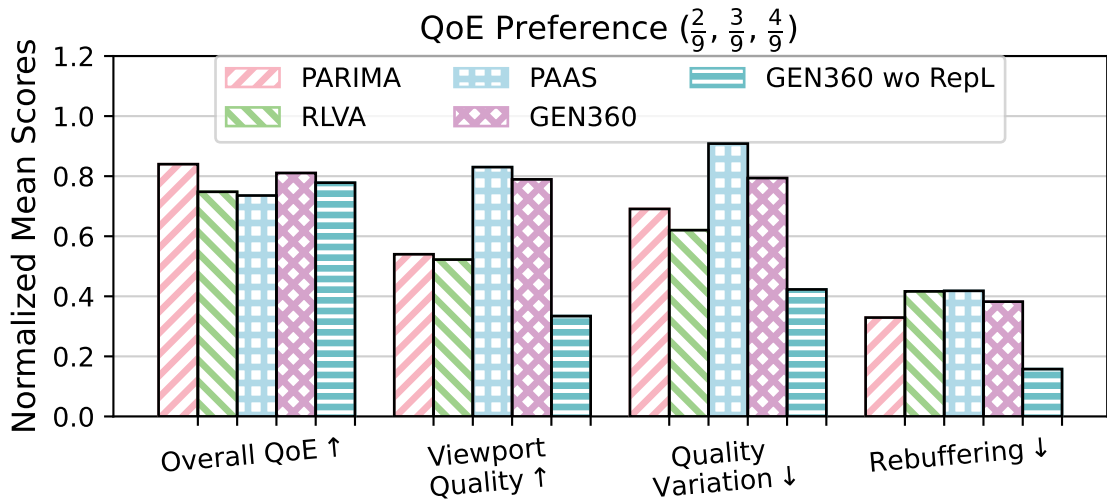 QoE Preference (2/9, 3/9, 4/9)
Normalized Mean Scores
1.2
1.0
0.8
0.6
0.4
0.2
0.0
PARIMA
RLVA
PAAS
GEN360
GEN360 wo RepL
Overall QoE ↑
Viewport
Quality ↑
Quality
Variation ↓
Rebuffering ↓